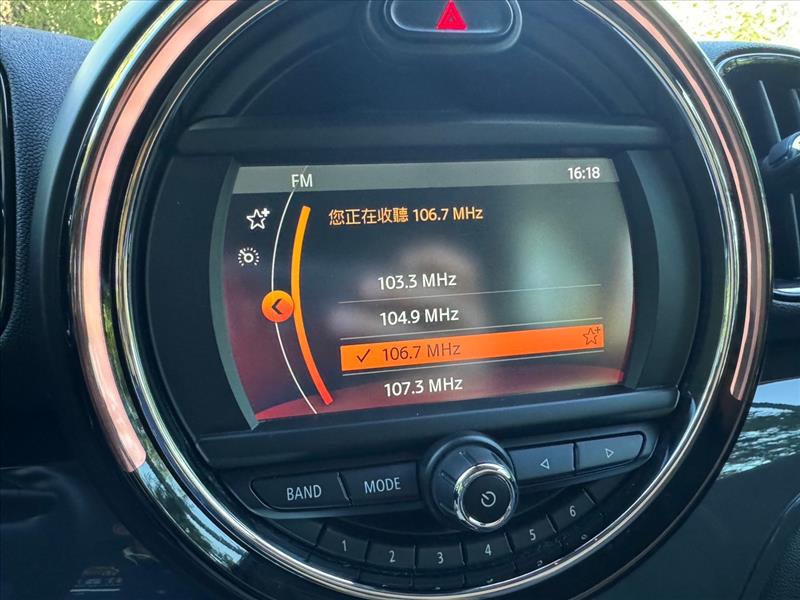 FM 16:18
您正在收聽 106.7 MHz
103.3 MHz
104.9 MHz
106.7 MHz
107.3 MHz
BAND MODE
1 2 3 4 5 6